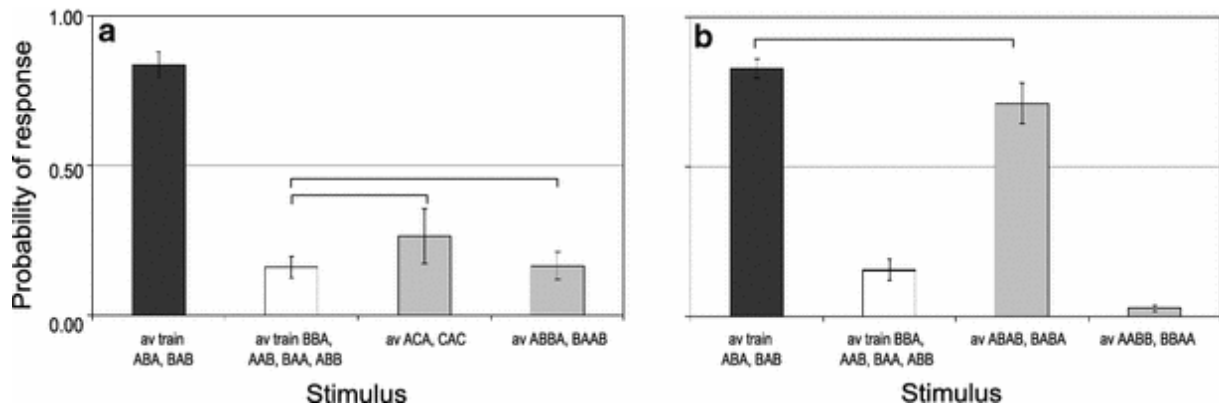 a
b
Probability of response
1.00
0.50
0.00
av train
ABA, BAB
av train BBA,
AAB, BAA, ABB
av ACA, CAC
av ABBA, BAAB
Stimulus
av train
ABA, BAB
av train BBA,
AAB, BAA, ABB
av ABAB, BABA
av AABB, BBAA
Stimulus